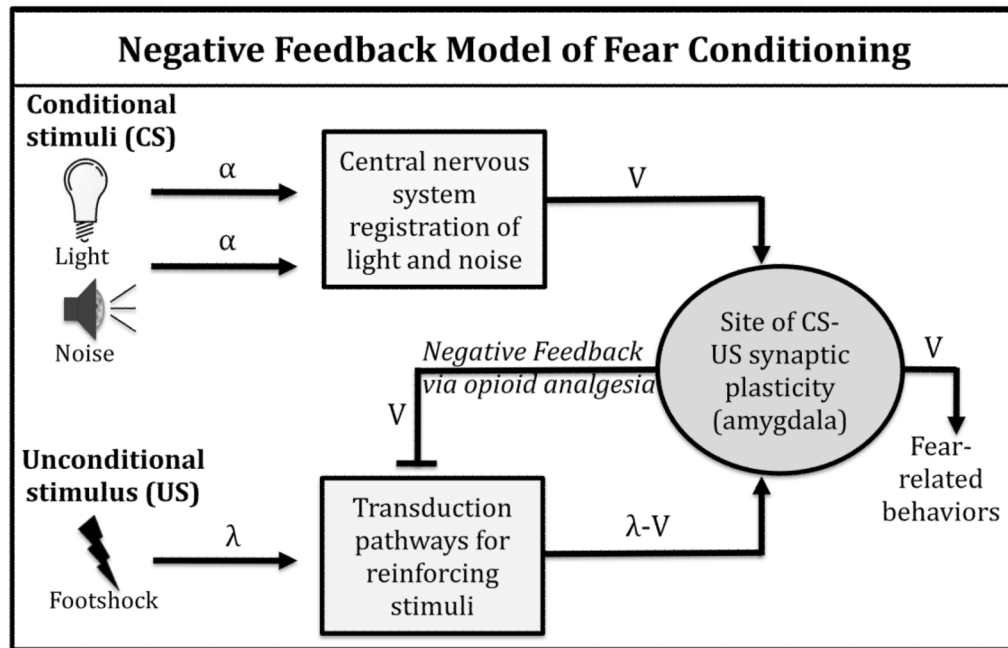 Negative Feedback Model of Fear Conditioning
Conditional
stimuli (CS)
α
Light
α
Noise
Central nervous
system
registration of
light and noise
V
Site of CS-
US synaptic
plasticity
(amygdala)
V
Fear-
related
behaviors
Negative Feedback
via opioid analgesia
V
Unconditional
stimulus (US)
λ
Footshock
Transduction
pathways for
reinforcing
stimuli
λ-V